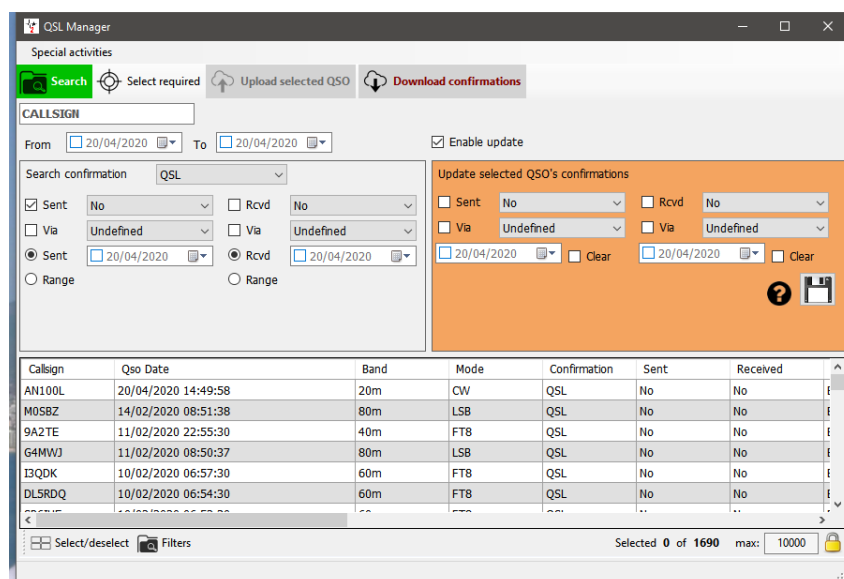 QSL Manager
Special activities
Search Select required Upload selected QSO Download confirmations
CALLSIGN
From 20/04/2020 To 20/04/2020 Enable update
Search confirmation QSL Update selected QSO's confirmations
Sent No Rcvd No Sent No Rcvd No
Via Undefined Via Undefined Via Undefined Via Undefined
Sent 20/04/2020 Rcvd 20/04/2020 20/04/2020 Clear 20/04/2020 Clear
Range Range
Callsign Qso Date Band Mode Confirmation Sent Received
AN100L 20/04/2020 14:49:58 20m CW QSL No No
M0SBZ 14/02/2020 08:51:38 80m LSB QSL No No
9A2TE 11/02/2020 22:55:30 40m FT8 QSL No No
G4MWJ 11/02/2020 08:50:37 80m LSB QSL No No
I3QDK 10/02/2020 06:57:30 60m FT8 QSL No No
DL5RDQ 10/02/2020 06:54:30 60m FT8 QSL No No
Select/deselect Filters Selected 0 of 1690 max: 10000